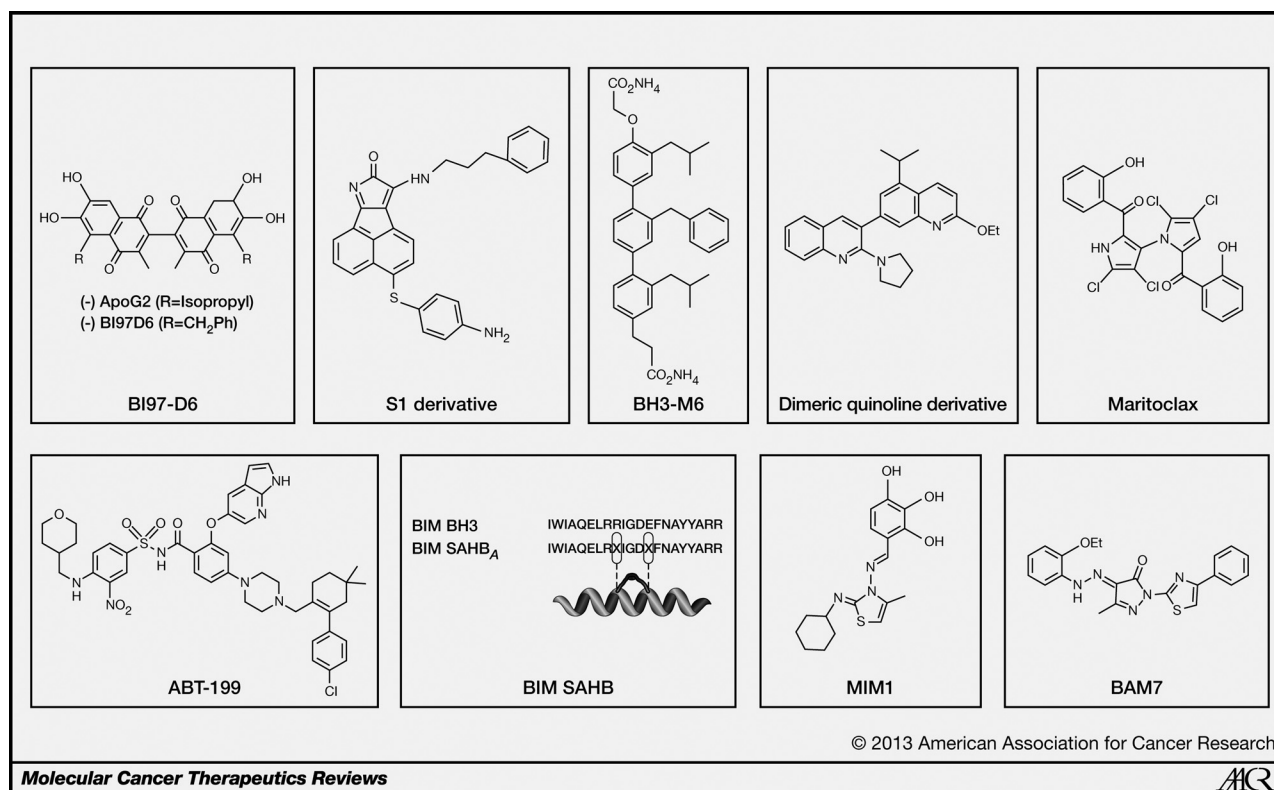 HO
HO
R
O
O
O
O
OH
OH
R
(-) ApoG2 (R=Isopropyl)
(-) BI97D6 (R=CH₂Ph)
BI97-D6
O
N
HN
S
NH₂
S1 derivative
CO₂NH₄
O
CO₂NH₄
BH3-M6
N
OEt
N
N
Dimeric quinoline derivative
OH
O
Cl
Cl
HN
N
OH
Cl
Cl
O
Maritoclax
O
N
H
NO₂
O
O
S
N
H
O
O
NH
N
N
N
Cl
ABT-199
BIM BH3 IWIAQELRRIGDEFNAYYARR
BIM SAHBA IWIAQELRXIGDXFNAYYARR
BIM SAHB
OH
OH
OH
N
N
N
S
MIM1
OEt
N
H
N
O
N
N
N
S
BAM7
© 2013 American Association for Cancer Research
Molecular Cancer Therapeutics Reviews
AACR